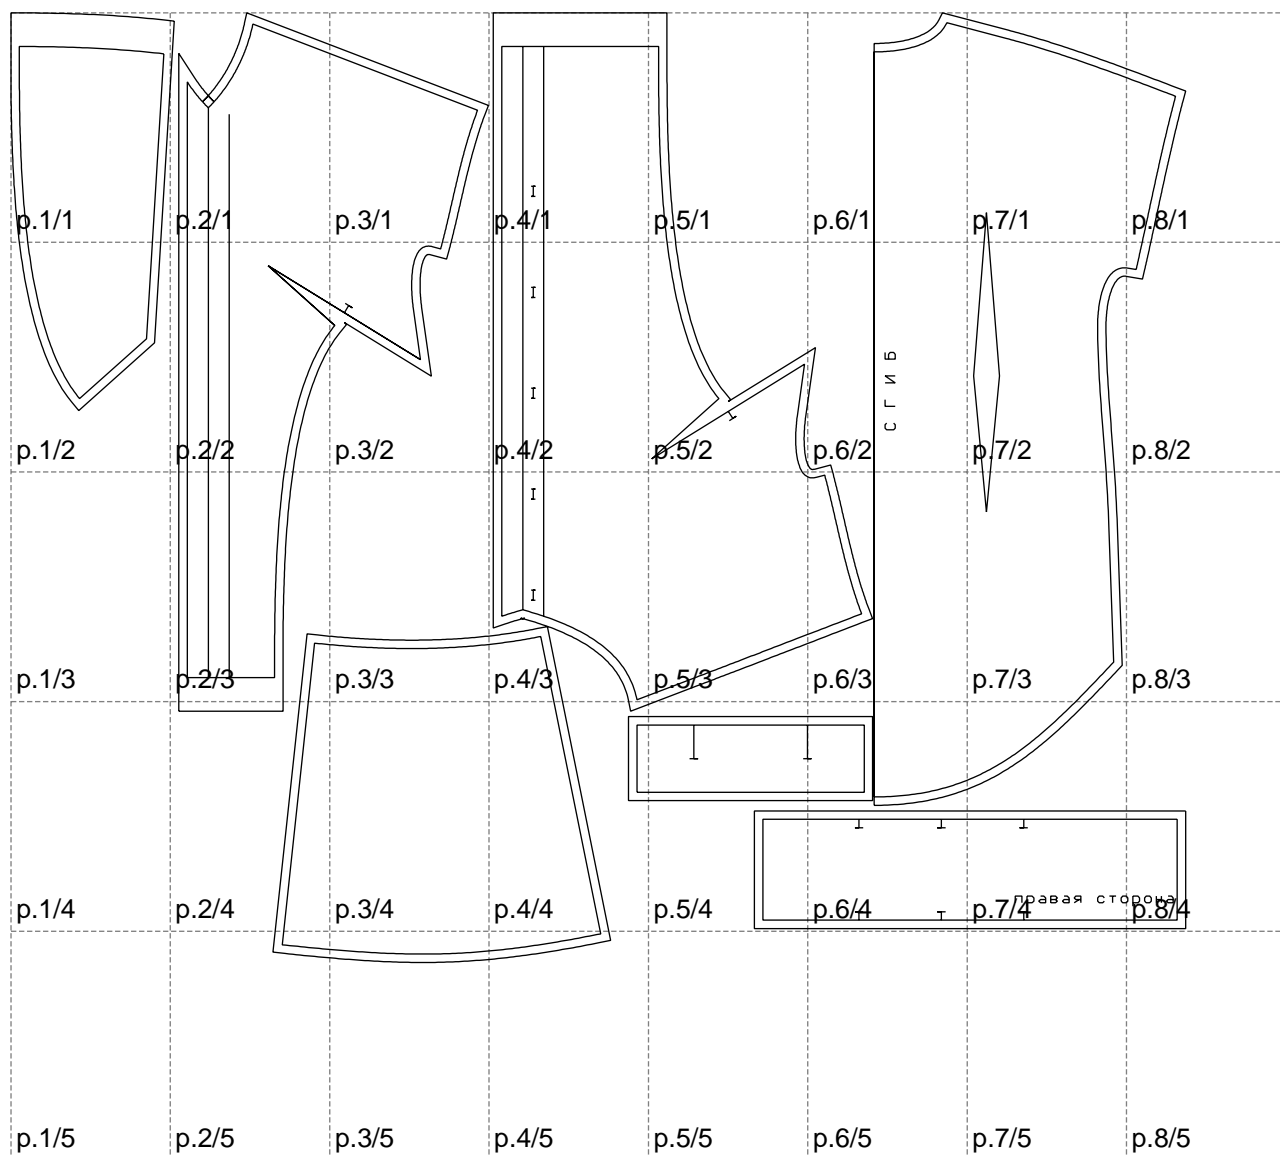 p.1/1 p.2/1 p.3/1 p.4/1 p.5/1 p.6/1 p.7/1 p.8/1
СГИБ
p.1/2 p.2/2 p.3/2 p.4/2 p.5/2 p.6/2 p.7/2 p.8/2
p.1/3 p.2/3 p.3/3 p.4/3 p.5/3 p.6/3 p.7/3 p.8/3
правая сторона
p.1/4 p.2/4 p.3/4 p.4/4 p.5/4 p.6/4 p.7/4 p.8/4
p.1/5 p.2/5 p.3/5 p.4/5 p.5/5 p.6/5 p.7/5 p.8/5